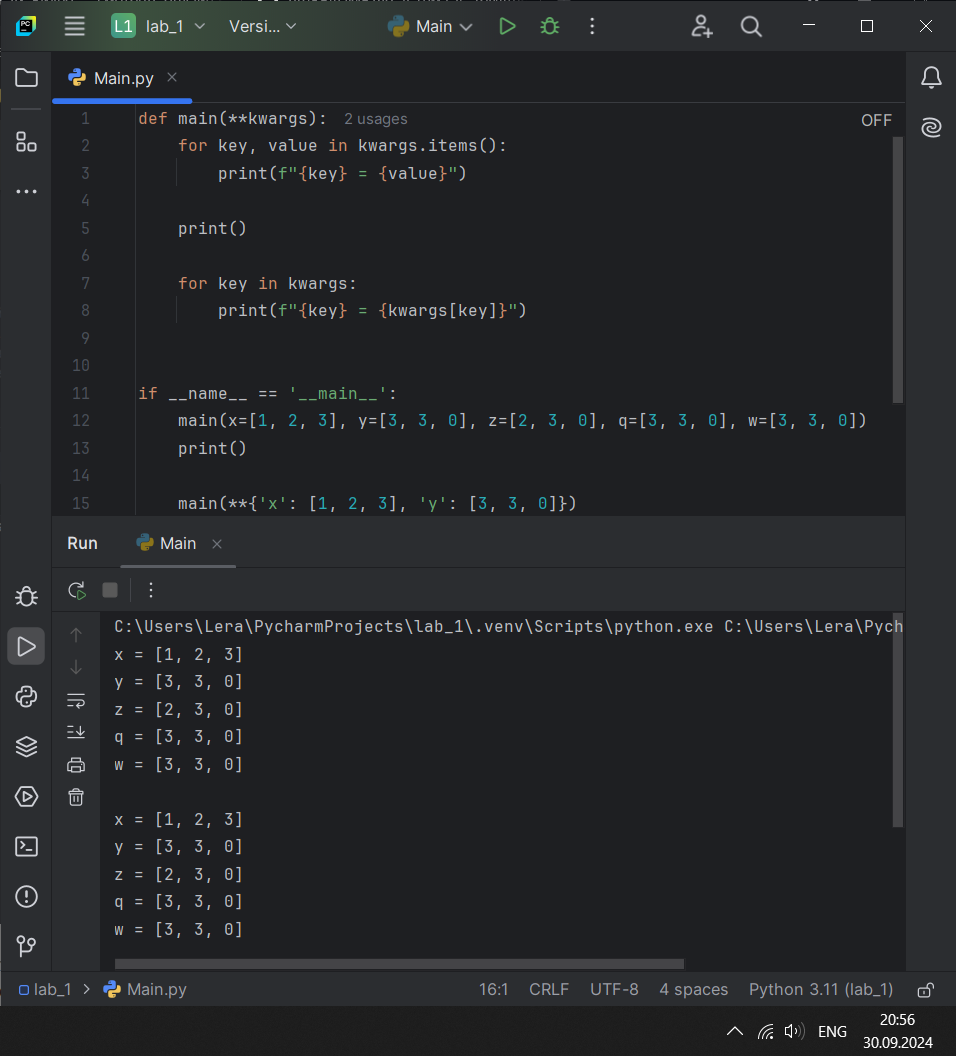 L1 lab_1 Versi... Main
Main.py
1 def main(**kwargs): 2 usages
OFF
2     for key, value in kwargs.items():
3         print(f"{key} = {value}")
4
5     print()
6
7     for key in kwargs:
8         print(f"{key} = {kwargs[key]}")
9
10
11 if __name__ == '__main__':
12     main(x=[1, 2, 3], y=[3, 3, 0], z=[2, 3, 0], q=[3, 3, 0], w=[3, 3, 0])
13     print()
14
15     main(**{'x': [1, 2, 3], 'y': [3, 3, 0]})
Run Main
C:\Users\Lera\PycharmProjects\lab_1\.venv\Scripts\python.exe C:\Users\Lera\Pych
x = [1, 2, 3]
y = [3, 3, 0]
z = [2, 3, 0]
q = [3, 3, 0]
w = [3, 3, 0]

x = [1, 2, 3]
y = [3, 3, 0]
z = [2, 3, 0]
q = [3, 3, 0]
w = [3, 3, 0]
lab_1 Main.py 16:1 CRLF UTF-8 4 spaces Python 3.11 (lab_1)
ENG
20:56
30.09.2024